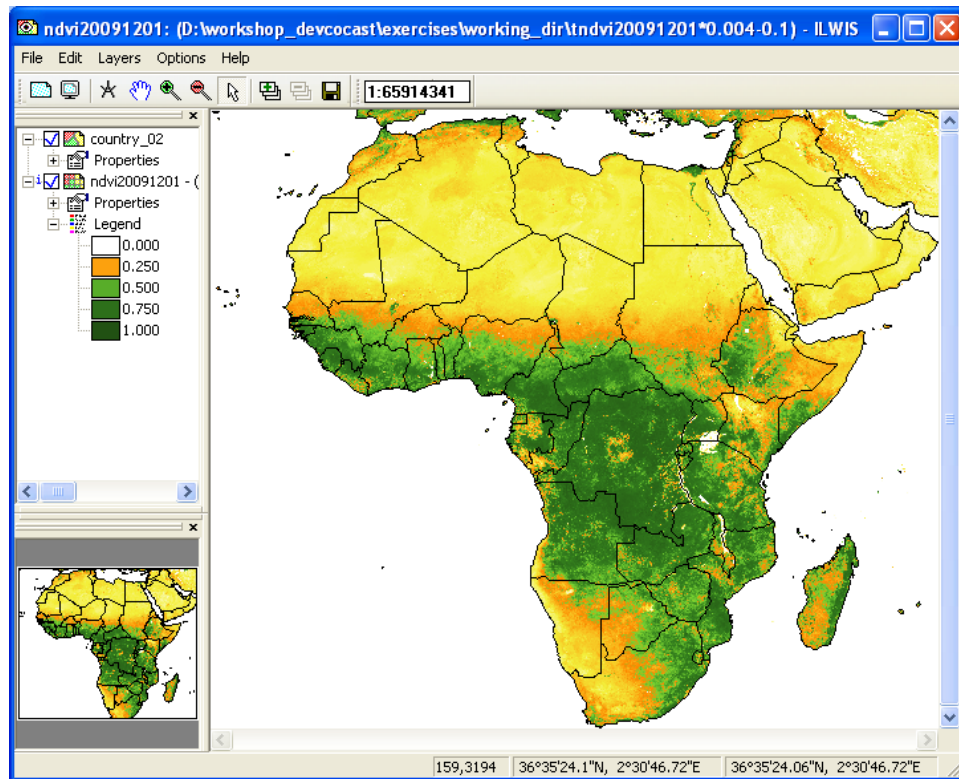 ndvi20091201: (D:\workshop_devcocast\exercises\working_dir\tndvi20091201*0.004-0.1) - ILWIS
File Edit Layers Options Help
1:65914341
country_02
Properties
ndvi20091201 - (
Properties
Legend
0.000
0.250
0.500
0.750
1.000
159,3194 36°35'24.1"N, 2°30'46.72"E 36°35'24.06"N, 2°30'46.72"E